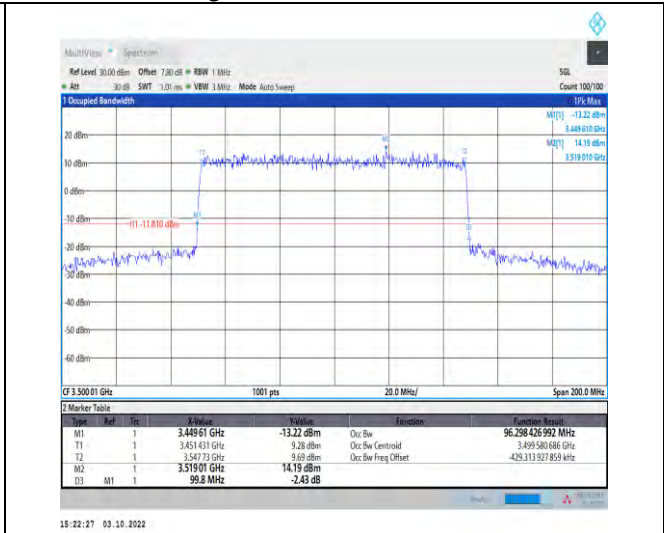 MultiView Spectrum
Ref Level 30.00 dBm Offset 7.80 dB RBW 1 MHz SGL
Att 30 dB SWT 1.01 ms VBW 3 MHz Mode Auto Sweep Count 100/100
1 Occupied Bandwidth 1Pk Max
M1[1] -13.22 dBm
3.449 610 GHz
M2[1] 14.19 dBm
3.519 010 GHz
20 dBm
10 dBm
0 dBm
-10 dBm
H1 -11.810 dBm
M1
-20 dBm
-30 dBm
-40 dBm
-50 dBm
-60 dBm
CF 3.500 01 GHz 1001 pts 20.0 MHz/ Span 200.0 MHz
2 Marker Table
Type Ref Trc X-Value Y-Value Function Function Result
M1 1 3.449 61 GHz -13.22 dBm Occ Bw 96.298 426 992 MHz
T1 1 3.451 431 GHz 9.28 dBm Occ Bw Centroid 3.499 580 686 GHz
T2 1 3.547 73 GHz 9.69 dBm Occ Bw Freq Offset -429.313 927 859 kHz
M2 1 3.519 01 GHz 14.19 dBm
D3 M1 1 99.8 MHz -2.43 dB
15:22:27 03.10.2022